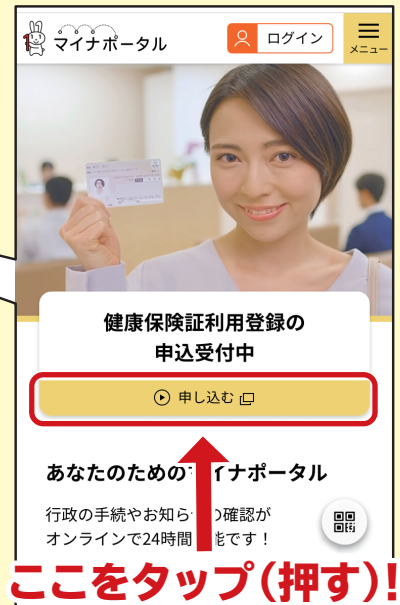 マイナポータル
ログイン
メニュー
健康保険証利用登録の
申込受付中
申し込む
あなたのための イナポータル
行政の手続やお知ら の確認が
オンラインで24時間 能です！
ここをタップ（押す）！